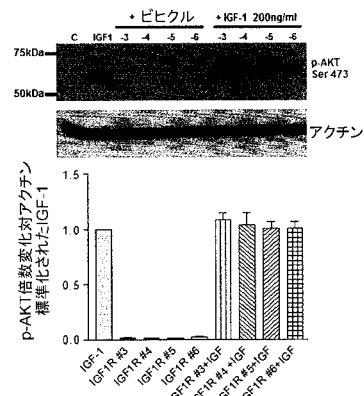 + ビヒクル
+ IGF-1 200ng/ml
C IGF1 -3 -4 -5 -6 -3 -4 -5 -6
75kDa
50kDa
p-AKT
Ser 473
アクチン
p-AKT倍数変化対アクチン
標準化されたIGF-1
1.5
1.0
0.5
0.0
IGF-1
IGF1R #3
IGF1R #4
IGF1R #5
IGF1R #6
IGF1R #3+IGF
IGF1R #4 +IGF
IGF1R #5+IGF
IGF1R #6+IGF